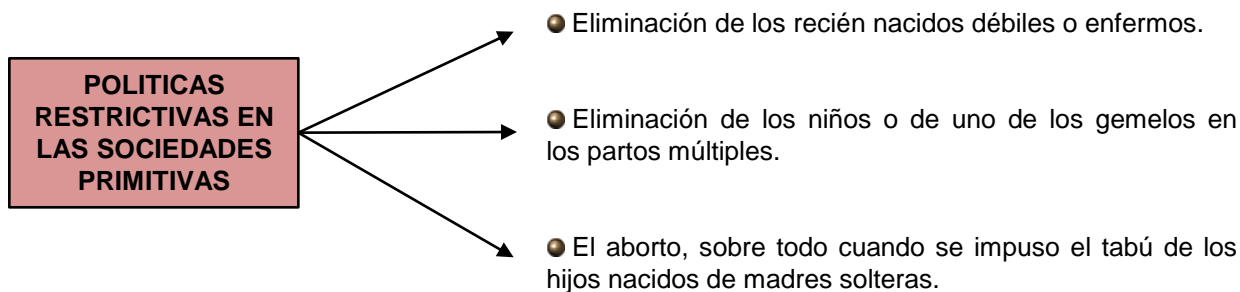 POLITICAS
RESTRICTIVAS EN
LAS SOCIEDADES
PRIMITIVAS
Eliminación de los recién nacidos débiles o enfermos.
Eliminación de los niños o de uno de los gemelos en
los partos múltiples.
El aborto, sobre todo cuando se impuso el tabú de los
hijos nacidos de madres solteras.